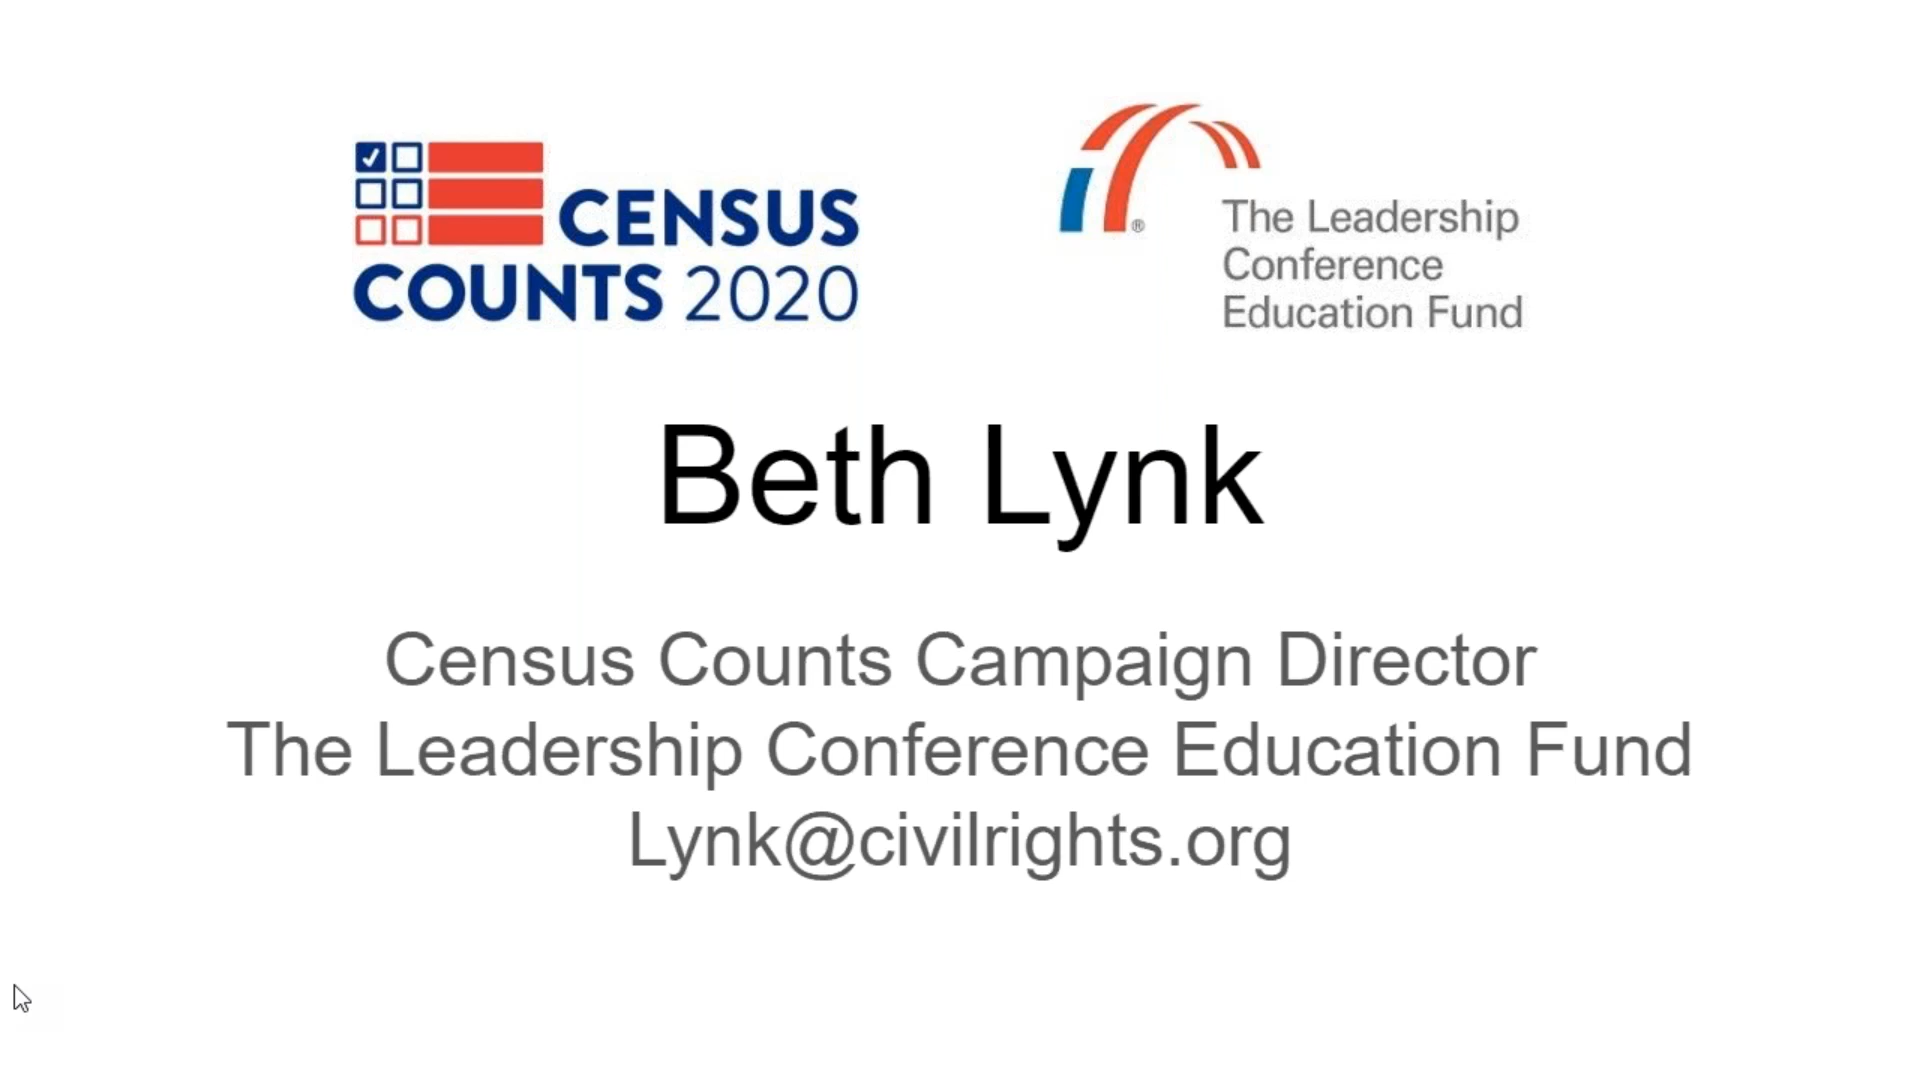 CENSUS
COUNTS 2020
The Leadership
Conference
Education Fund
®
Beth Lynk
Census Counts Campaign Director
The Leadership Conference Education Fund
Lynk@civilrights.org